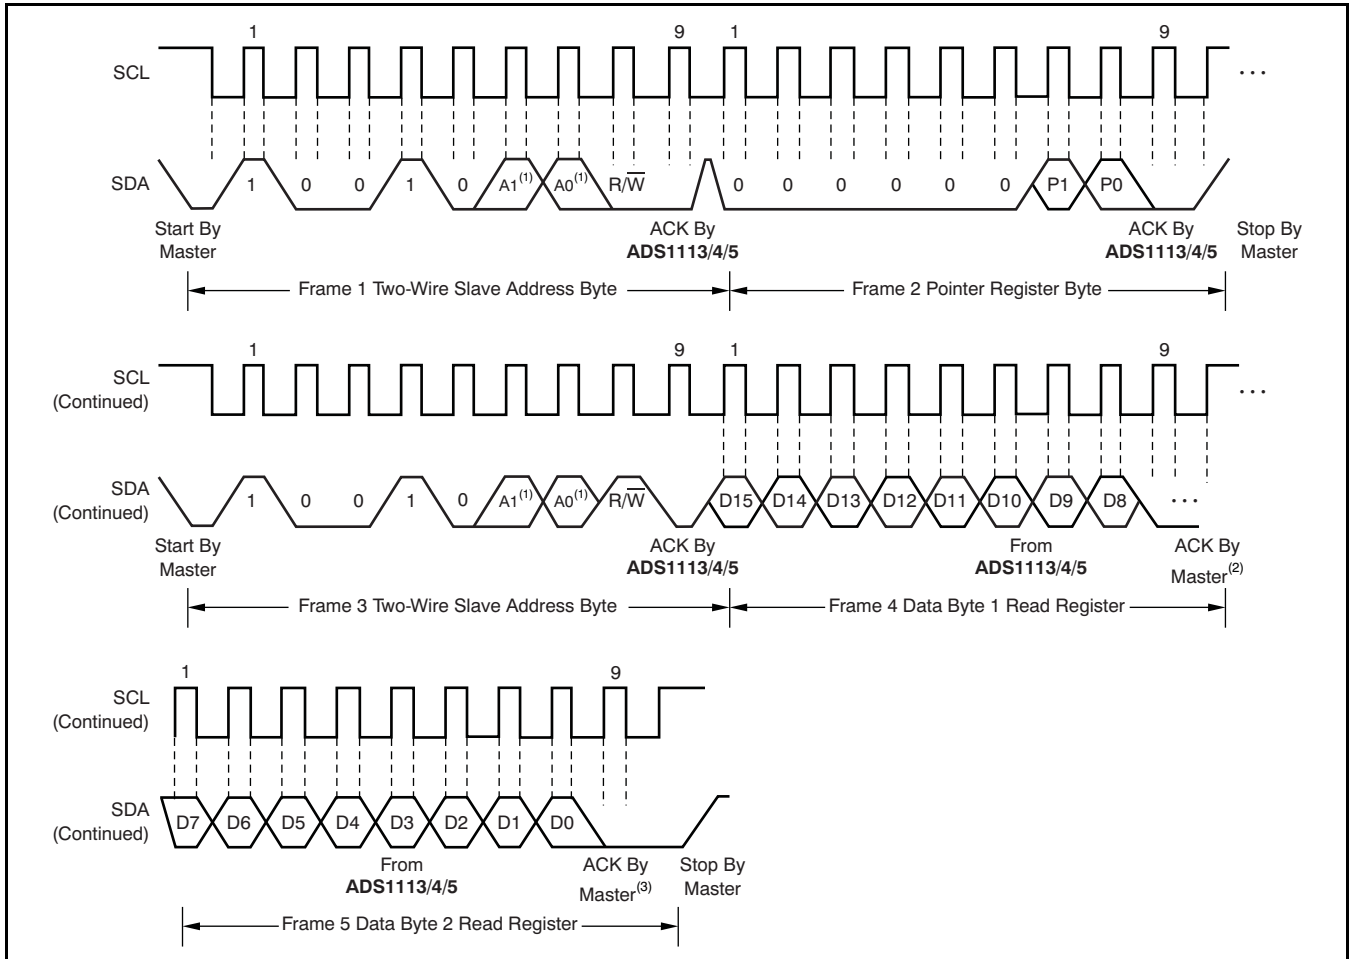 1 9 1 9
SCL ...
SDA 1 0 0 1 0 A1(1) A0(1) R/W 0 0 0 0 0 0 P1 P0
Start By ACK By ACK By Stop By
Master ADS1113/4/5 ADS1113/4/5 Master
Frame 1 Two-Wire Slave Address Byte Frame 2 Pointer Register Byte
1 9 1 9
SCL
(Continued) ...
SDA
(Continued) 1 0 0 1 0 A1(1) A0(1) R/W D15 D14 D13 D12 D11 D10 D9 D8 ...
Start By ACK By From ACK By
Master ADS1113/4/5 ADS1113/4/5 Master(2)
Frame 3 Two-Wire Slave Address Byte Frame 4 Data Byte 1 Read Register
1 9
SCL
(Continued)
SDA
(Continued) D7 D6 D5 D4 D3 D2 D1 D0
From ACK By Stop By
ADS1113/4/5 Master(3) Master
Frame 5 Data Byte 2 Read Register